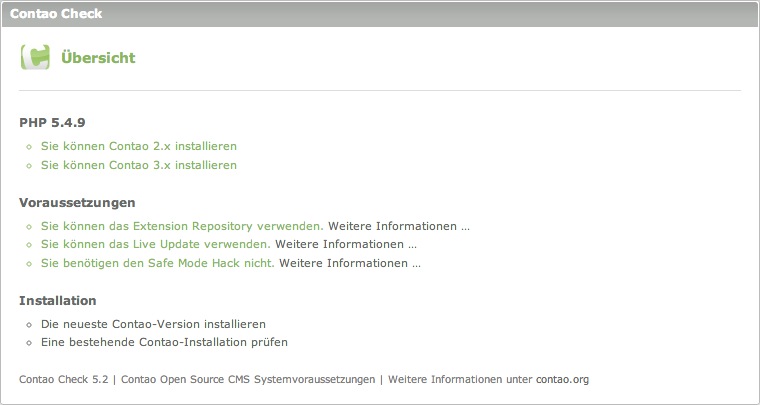 Contao Check
Übersicht
PHP 5.4.9
Sie können Contao 2.x installieren
Sie können Contao 3.x installieren
Voraussetzungen
Sie können das Extension Repository verwenden. Weitere Informationen ...
Sie können das Live Update verwenden. Weitere Informationen ...
Sie benötigen den Safe Mode Hack nicht. Weitere Informationen ...
Installation
Die neueste Contao-Version installieren
Eine bestehende Contao-Installation prüfen
Contao Check 5.2 | Contao Open Source CMS Systemvoraussetzungen | Weitere Informationen unter contao.org